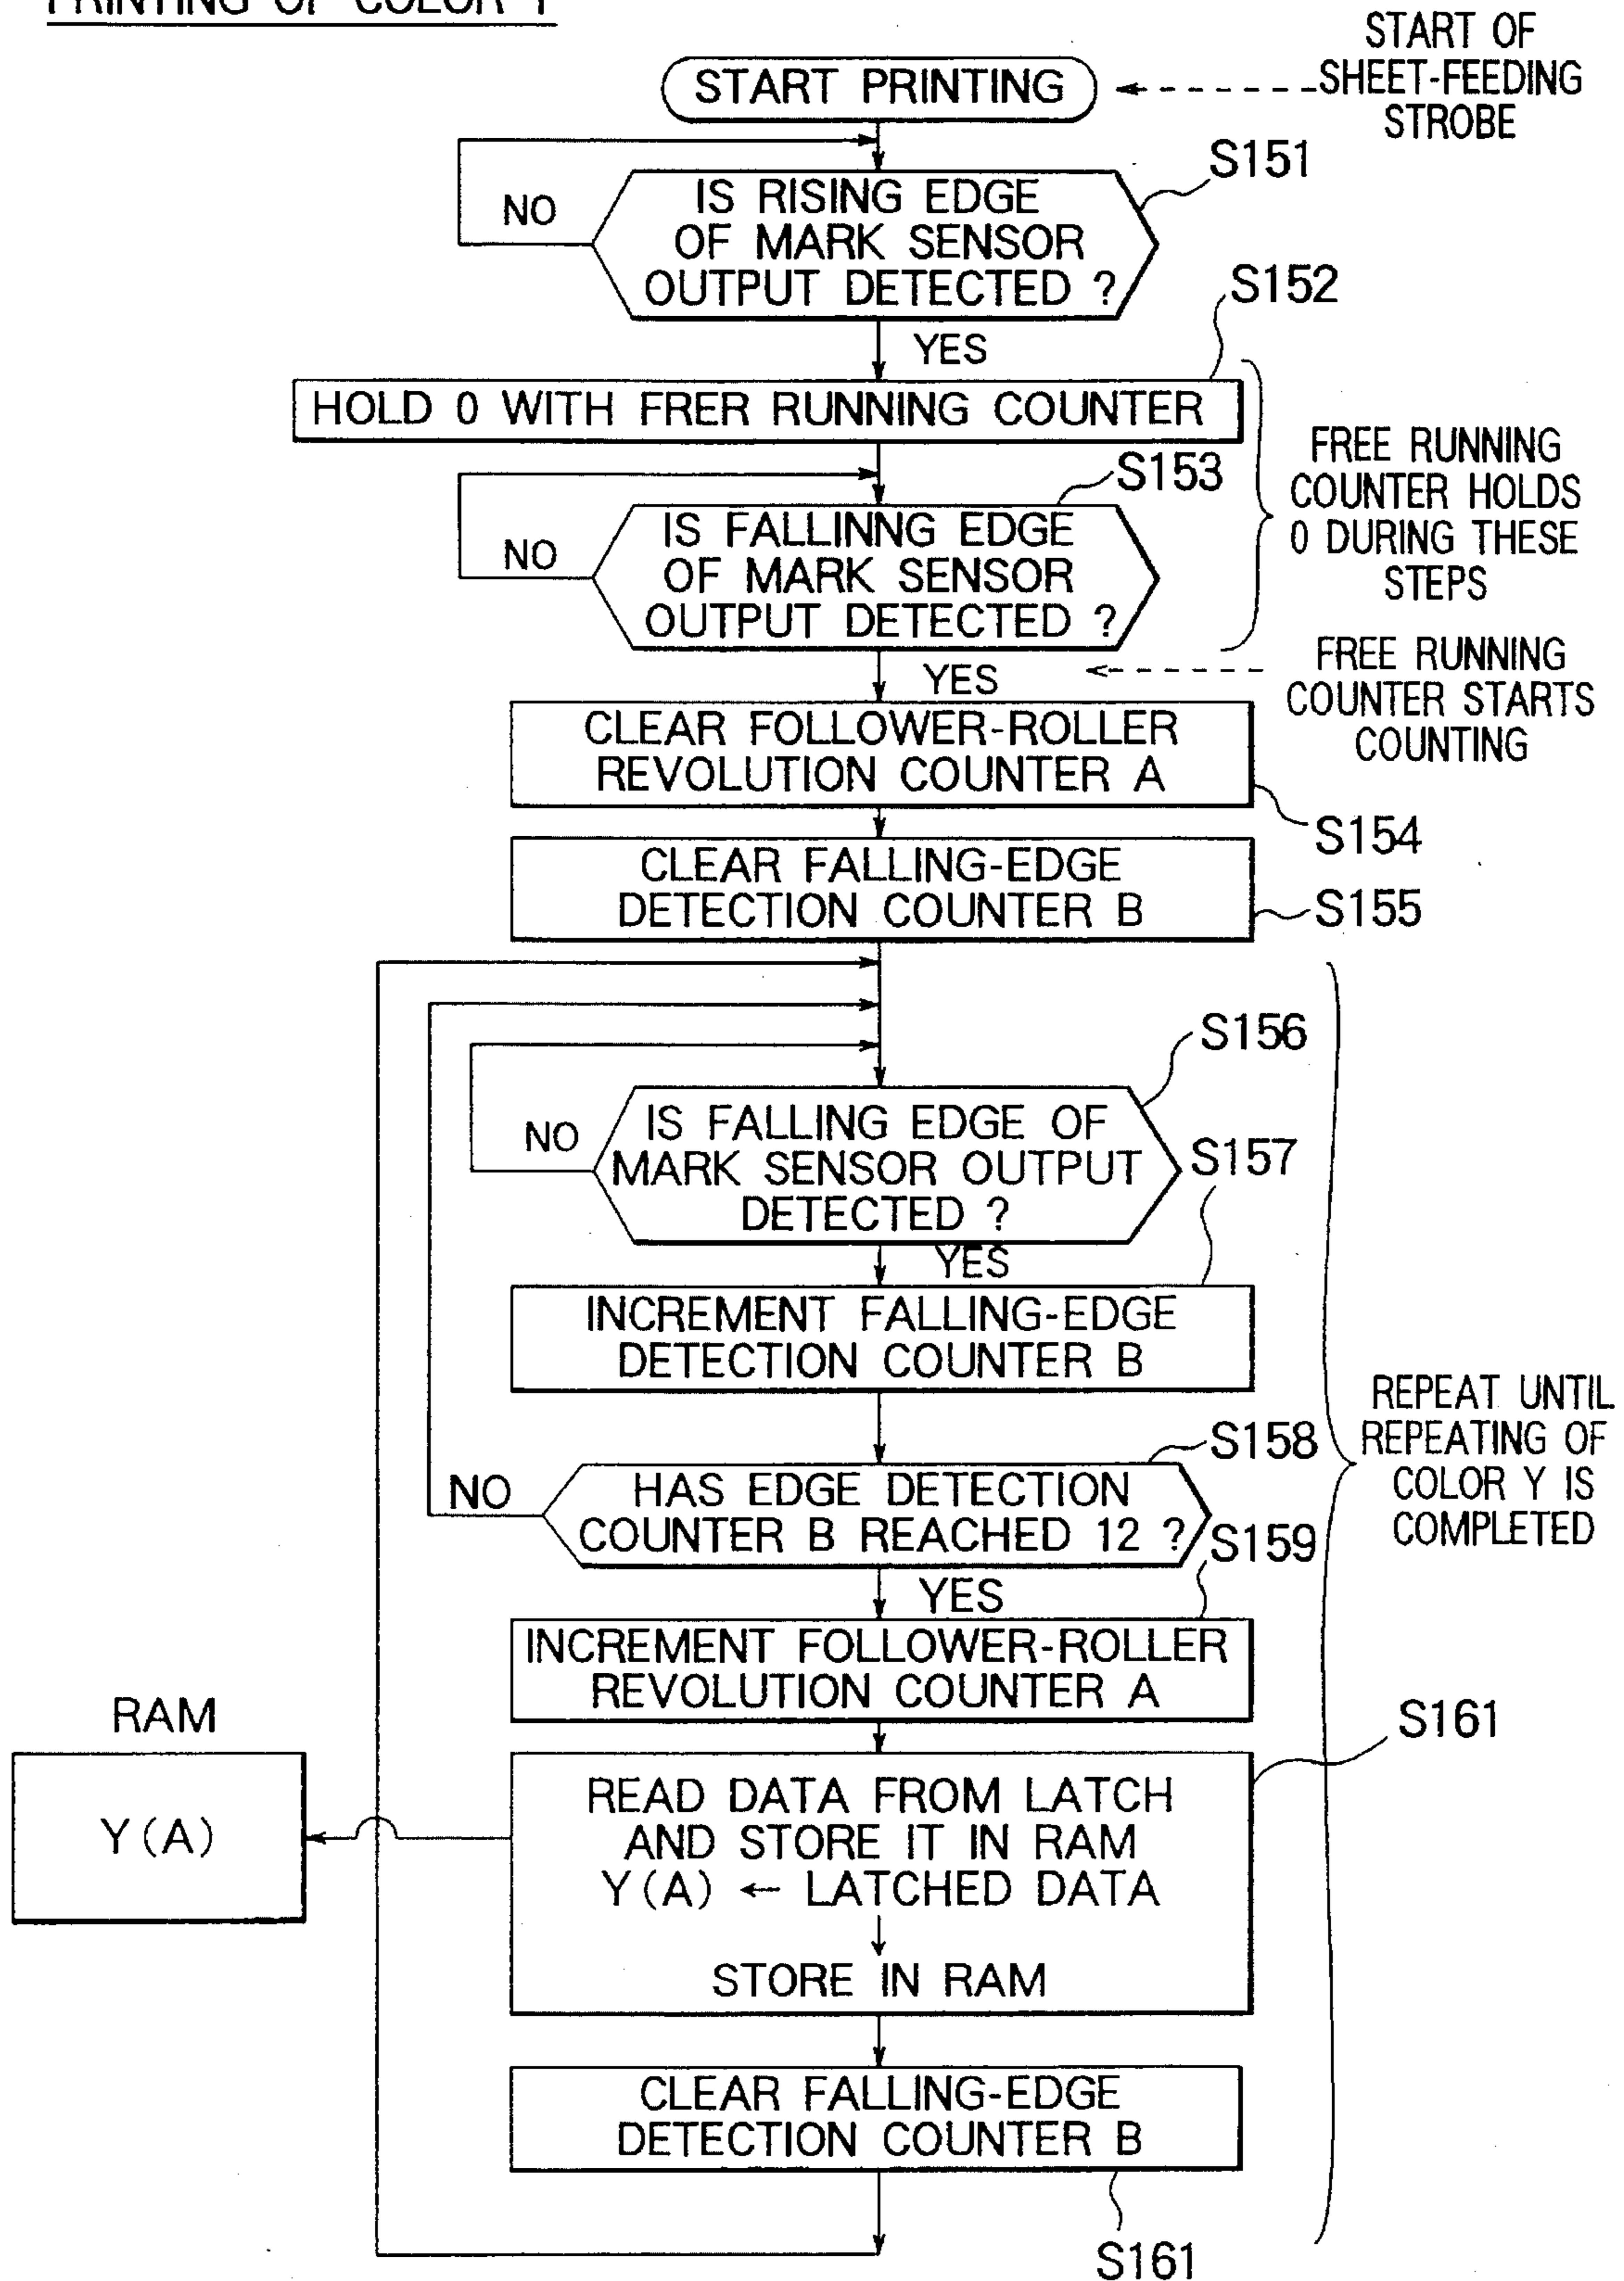 PRINTING OF COLOR Y
START OF
SHEET-FEEDING
STROBE
START PRINTING
S151
IS RISING EDGE
OF MARK SENSOR
OUTPUT DETECTED ?
NO
S152
YES
HOLD 0 WITH FRER RUNNING COUNTER
FREE RUNNING
COUNTER HOLDS
0 DURING THESE
STEPS
S153
IS FALLINNG EDGE
OF MARK SENSOR
OUTPUT DETECTED ?
NO
YES
FREE RUNNING
COUNTER STARTS
COUNTING
CLEAR FOLLOWER-ROLLER
REVOLUTION COUNTER A
S154
CLEAR FALLING-EDGE
DETECTION COUNTER B
S155
S156
IS FALLING EDGE OF
MARK SENSOR OUTPUT
DETECTED ?
NO
S157
YES
INCREMENT FALLING-EDGE
DETECTION COUNTER B
REPEAT UNTIL
REPEATING OF
COLOR Y IS
COMPLETED
S158
HAS EDGE DETECTION
COUNTER B REACHED 12 ?
NO
S159
YES
INCREMENT FOLLOWER-ROLLER
REVOLUTION COUNTER A
RAM
Y(A)
S161
READ DATA FROM LATCH
AND STORE IT IN RAM
Y(A) ← LATCHED DATA
↓
STORE IN RAM
CLEAR FALLING-EDGE
DETECTION COUNTER B
S161